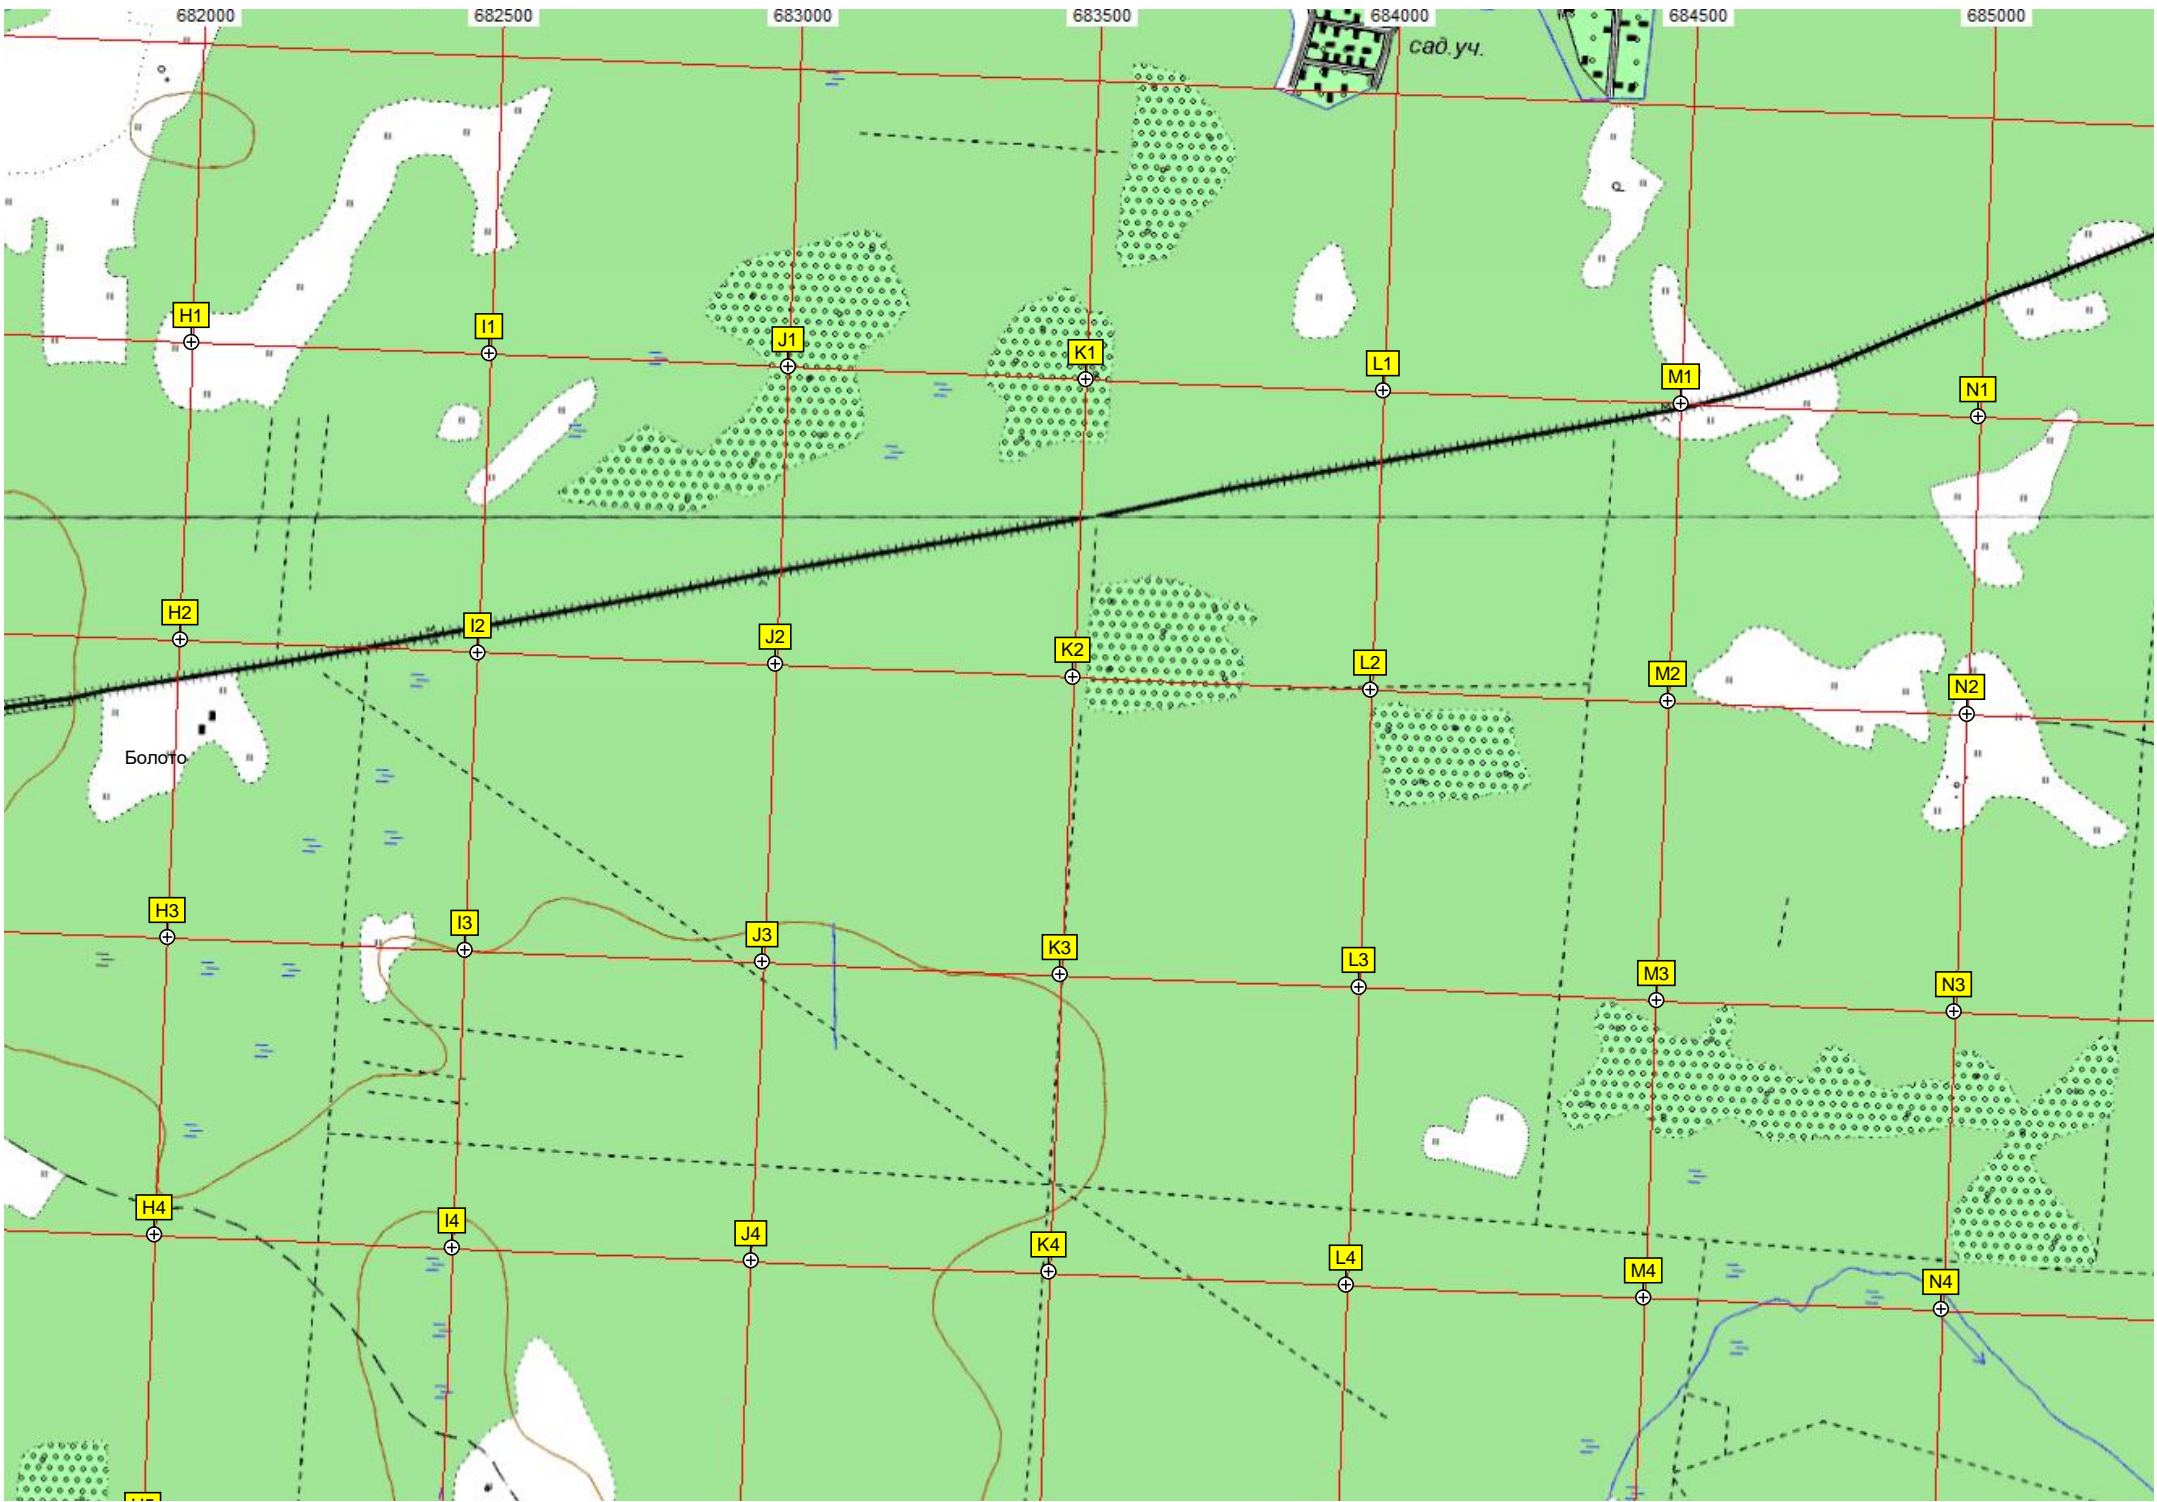 682000 682500 683000 683500 684000 684500 685000
сад.уч.
H1 I1 J1 K1 L1 M1 N1
H2 I2 J2 K2 L2 M2 N2
Болото
H3 I3 J3 K3 L3 M3 N3
H4 I4 J4 K4 L4 M4 N4